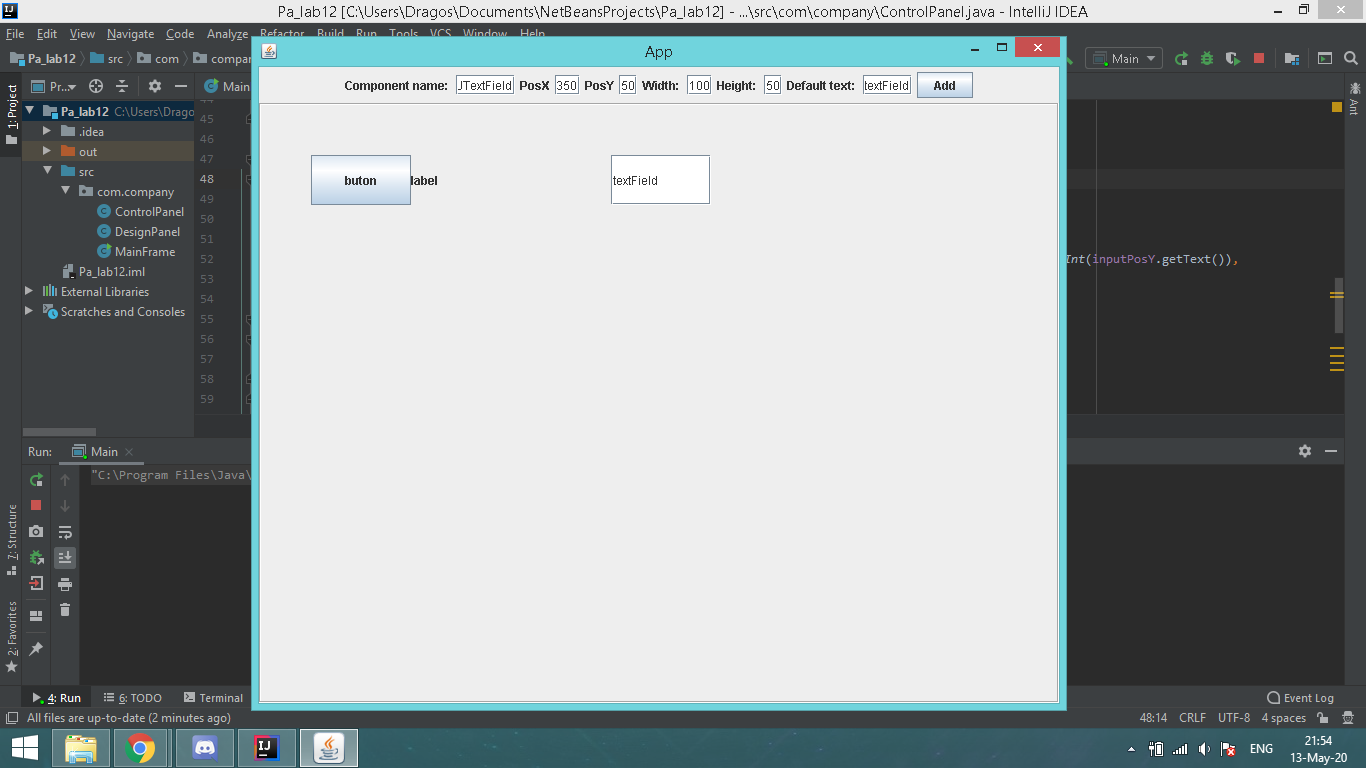 Pa_lab12 [C:\Users\Dragos\Documents\NetBeansProjects\Pa_lab12] - ...\src\com\company\ControlPanel.java - IntelliJ IDEA
File Edit View Navigate Code Analyze Refactor Build Run Tools VCS Window Help
Pa_lab12 src com compan
Main
App
Component name: JTextField PosX 350 PosY 50 Width: 100 Height: 50 Default text: textField Add
1: Project
Pr...
Main
Ant
Pa_lab12 C:\Users\Drago
.idea
out
src
com.company
ControlPanel
DesignPanel
MainFrame
Pa_lab12.iml
External Libraries
Scratches and Consoles
44
45
46
47
48
49
50
51
52
53
54
55
56
57
58
59
buton label textField
Int(inputPosY.getText()),
Run: Main
"C:\Program Files\Java\
7: Structure
2: Favorites
4: Run 6: TODO Terminal Event Log
All files are up-to-date (2 minutes ago) 48:14 CRLF UTF-8 4 spaces
ENG 21:54
13-May-20